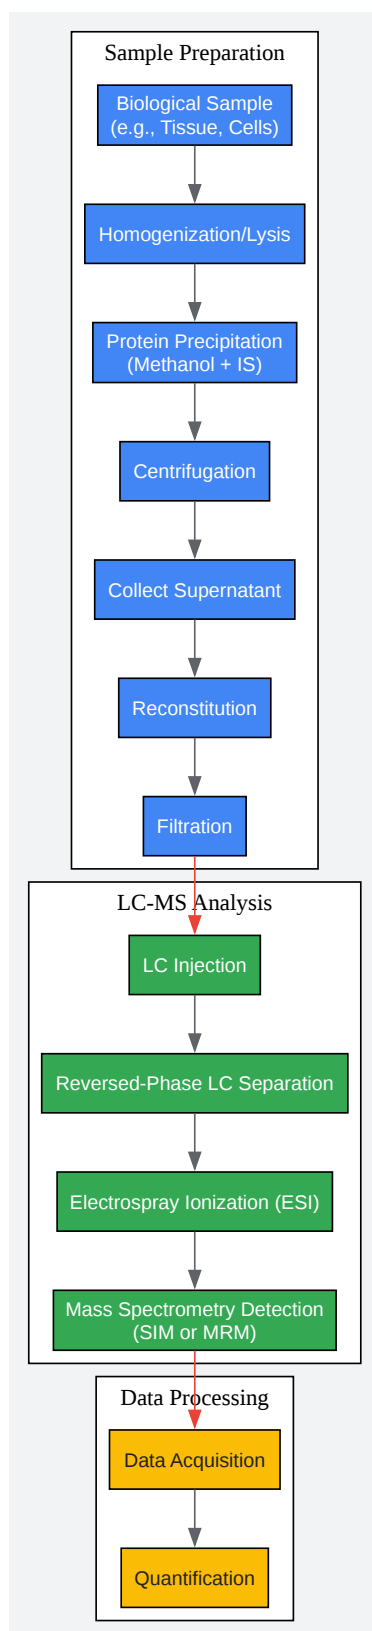 Sample Preparation
Biological Sample
(e.g., Tissue, Cells)
Homogenization/Lysis
Protein Precipitation
(Methanol + IS)
Centrifugation
Collect Supernatant
Reconstitution
Filtration
LC-MS Analysis
LC Injection
Reversed-Phase LC Separation
Electrospray Ionization (ESI)
Mass Spectrometry Detection
(SIM or MRM)
Data Processing
Data Acquisition
Quantification